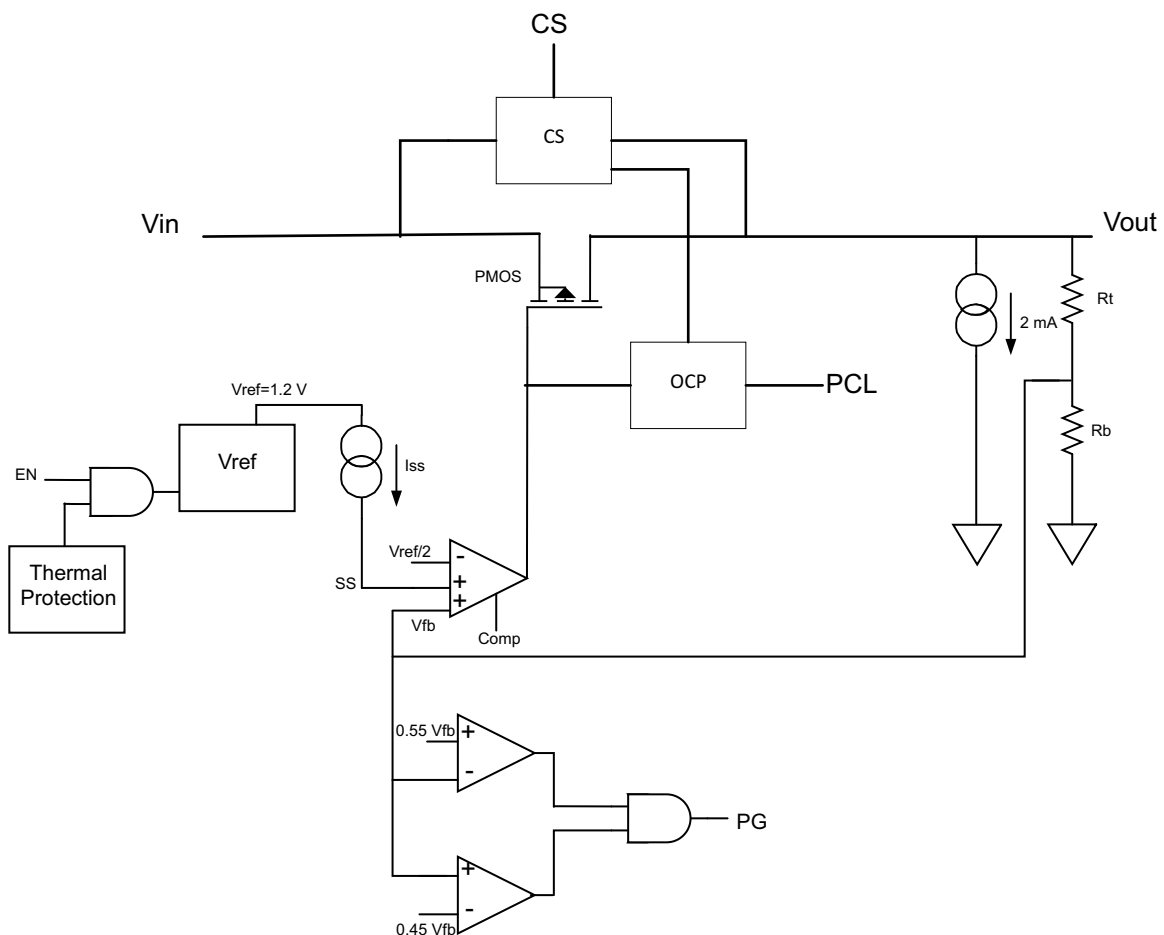 CS
CS
Vin
Vout
PMOS
Rt
2 mA
OCP
PCL
Vref=1.2 V
Rb
Vref
Iss
EN
Thermal
Protection
Vref/2
-
SS
+
+
Vfb
Comp
0.55 Vfb
+
-
PG
+
-
0.45 Vfb